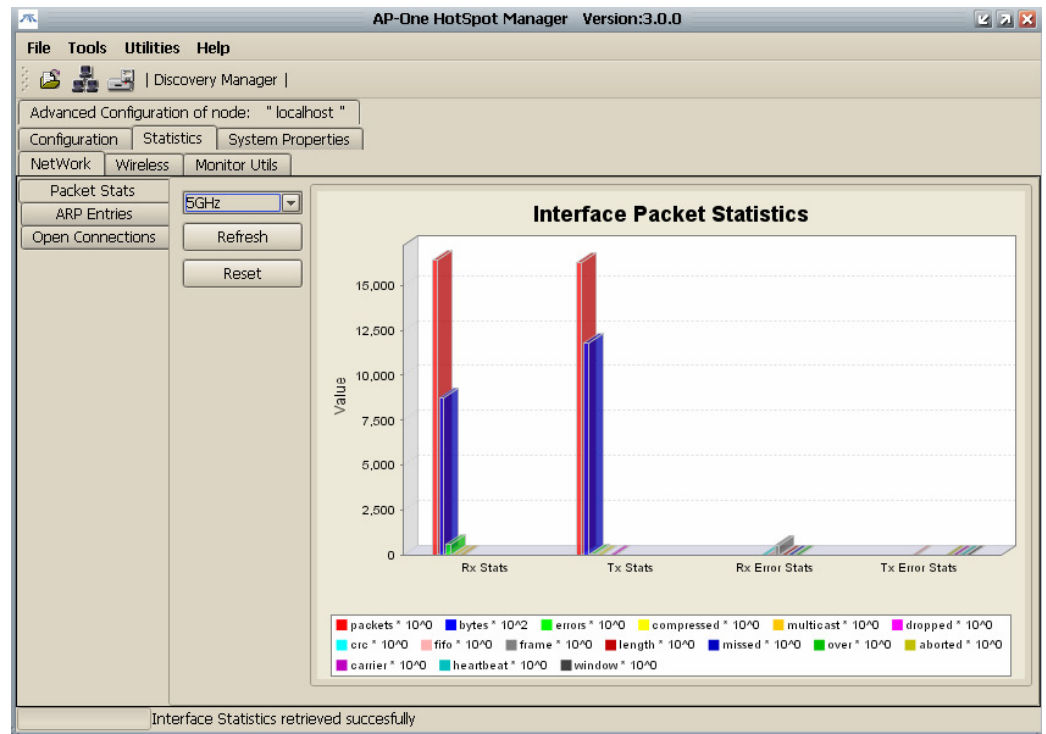 AP-One HotSpot Manager Version:3.0.0
File Tools Utilities Help
| Discovery Manager |
Advanced Configuration of node: " localhost "
Configuration Statistics System Properties
NetWork Wireless Monitor Utils
Packet Stats
ARP Entries
Open Connections
5GHz
Refresh
Reset
Interface Packet Statistics
Value
15,000
12,500
10,000
7,500
5,000
2,500
0
Rx Stats Tx Stats Rx Error Stats Tx Error Stats
packets * 10^0 bytes * 10^2 errors * 10^0 compressed * 10^0 multicast * 10^0 dropped * 10^0
crc * 10^0 fifo * 10^0 frame * 10^0 length * 10^0 missed * 10^0 over * 10^0 aborted * 10^0
carrier * 10^0 heartbeat * 10^0 window * 10^0
Interface Statistics retrieved succesfully